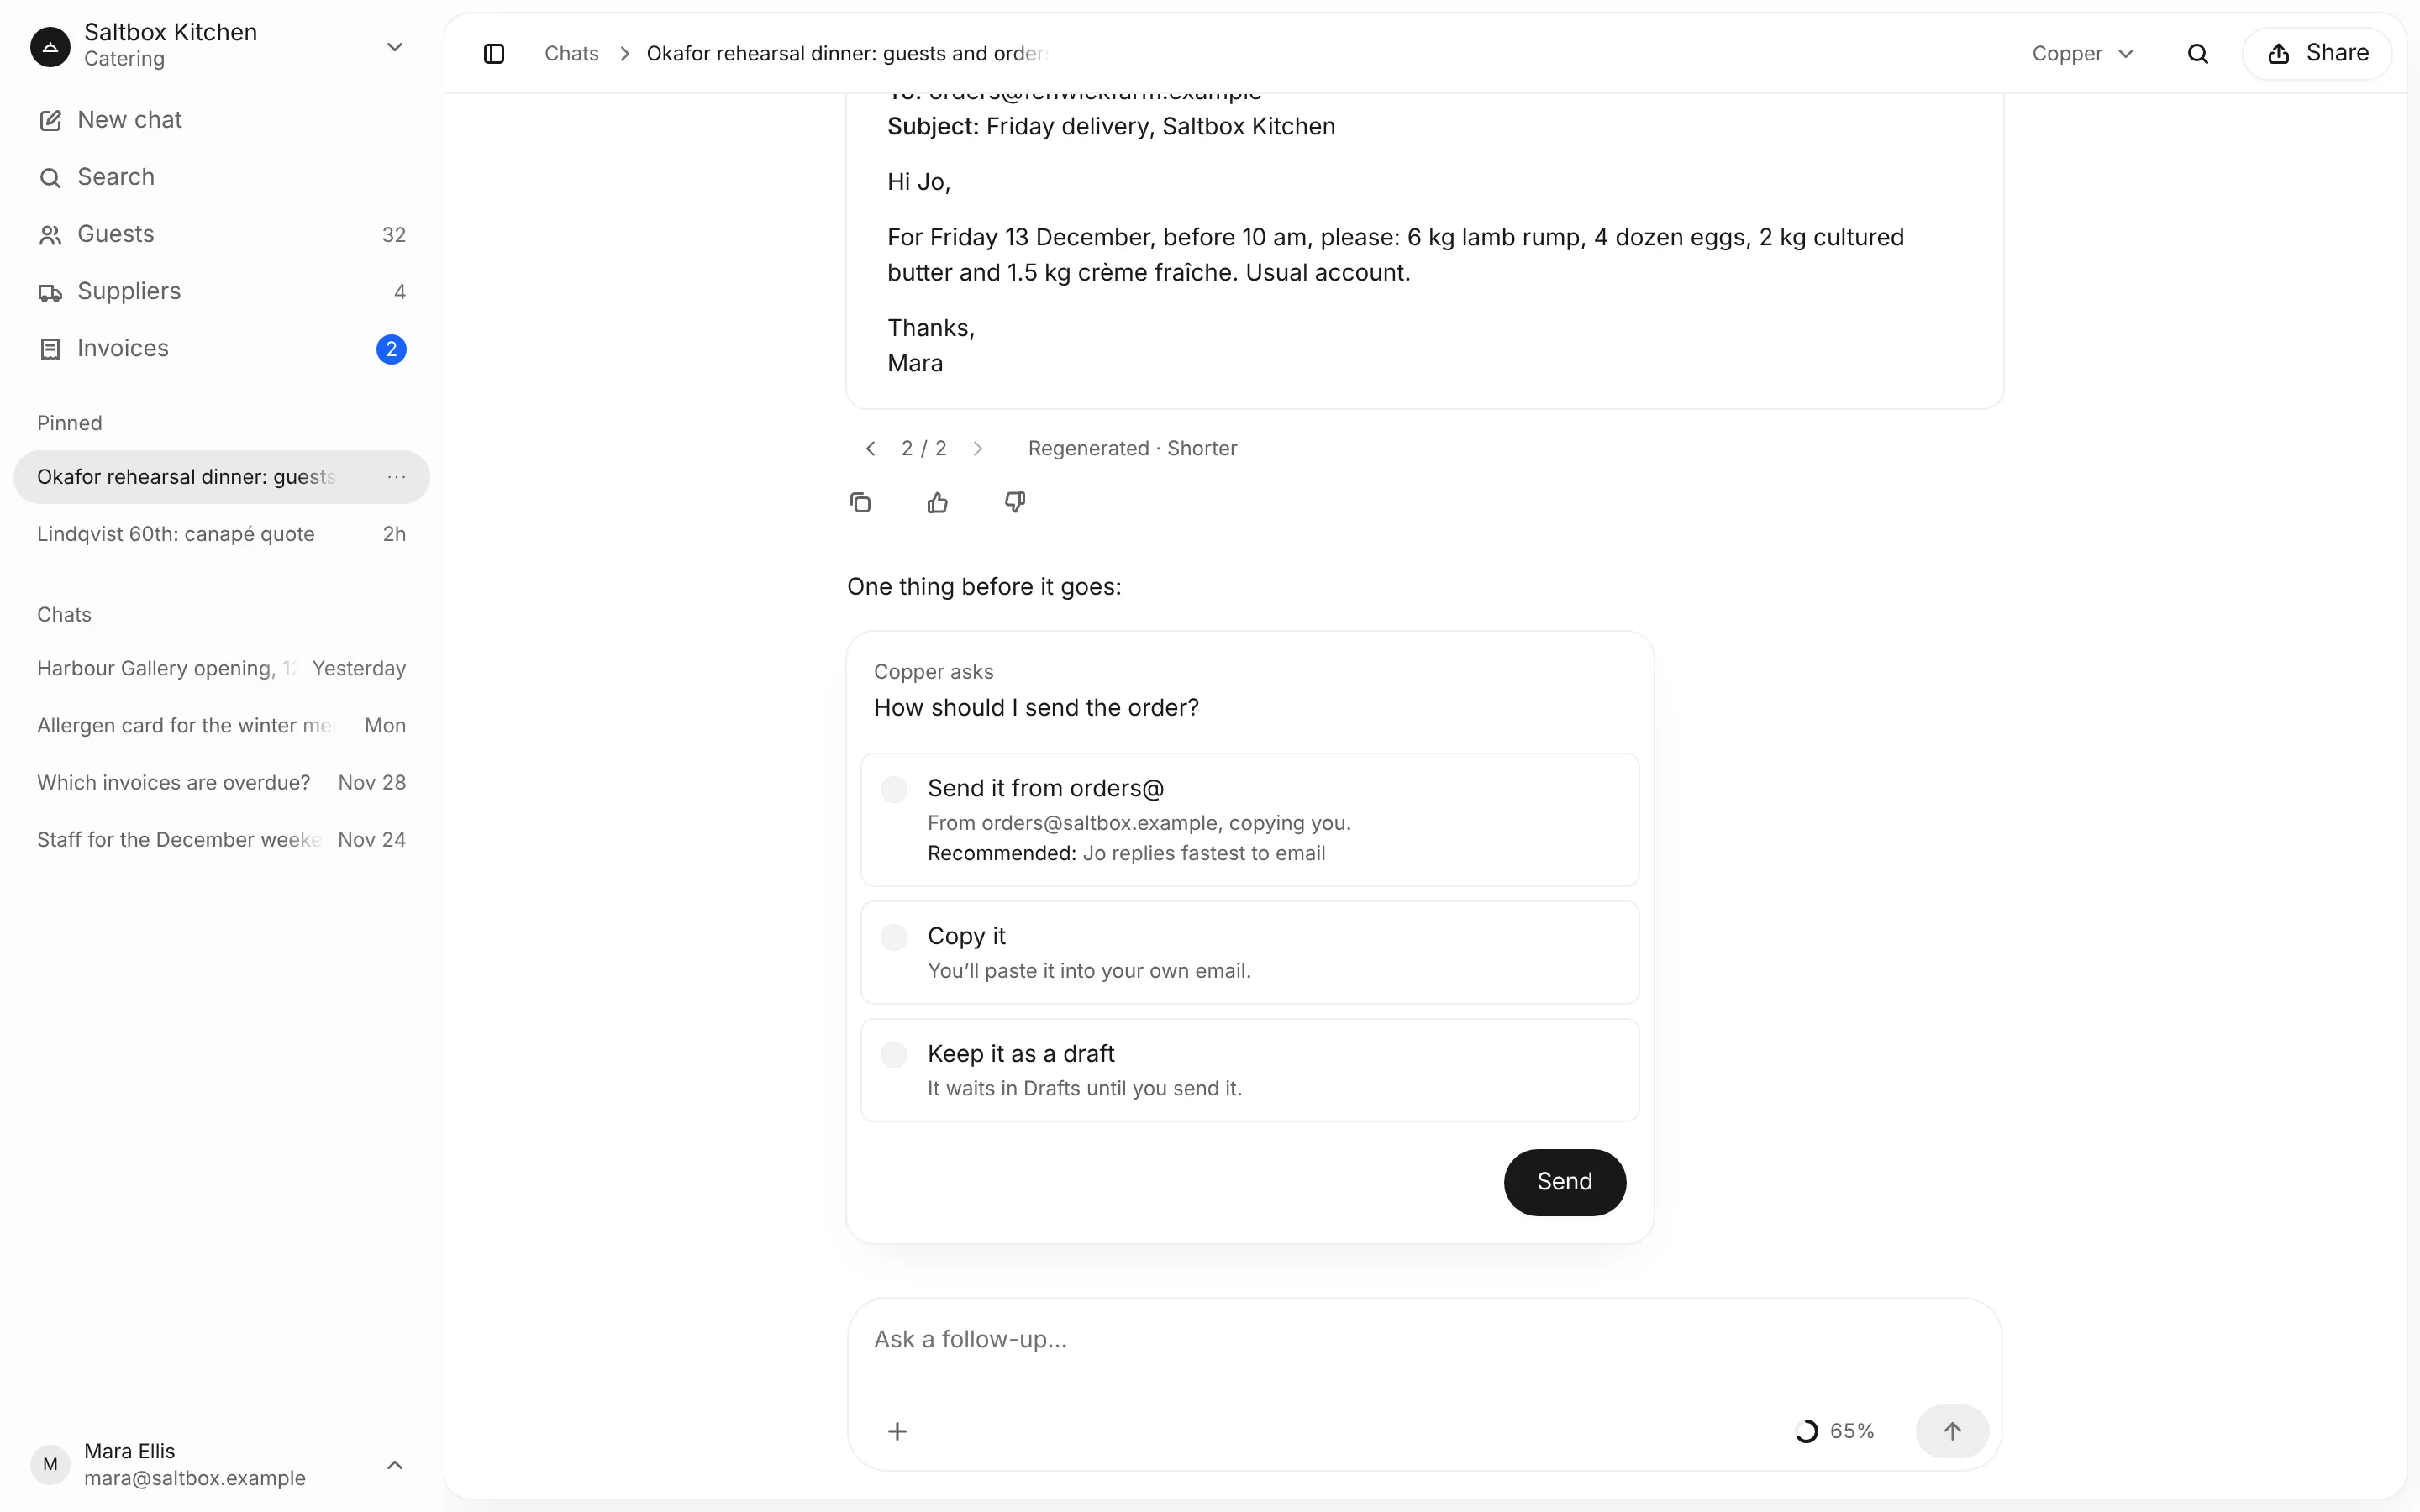 Saltbox Kitchen
Catering
New chat
Search
Guests 32
Suppliers 4
Invoices 2
Pinned
Okafor rehearsal dinner: guests
Lindqvist 60th: canapé quote 2h
Chats
Harbour Gallery opening, 12 Yesterday
Allergen card for the winter me Mon
Which invoices are overdue? Nov 28
Staff for the December weeke Nov 24
M
Mara Ellis
mara@saltbox.example
Chats
Okafor rehearsal dinner: guests and order
Copper
Share
To: orders@fenwickfarm.example
Subject: Friday delivery, Saltbox Kitchen
Hi Jo,
For Friday 13 December, before 10 am, please: 6 kg lamb rump, 4 dozen eggs, 2 kg cultured
butter and 1.5 kg crème fraîche. Usual account.
Thanks,
Mara
2 / 2
Regenerated · Shorter
One thing before it goes:
Copper asks
How should I send the order?
Send it from orders@
From orders@saltbox.example, copying you.
Recommended: Jo replies fastest to email
Copy it
You’ll paste it into your own email.
Keep it as a draft
It waits in Drafts until you send it.
Send
Ask a follow-up…
65%